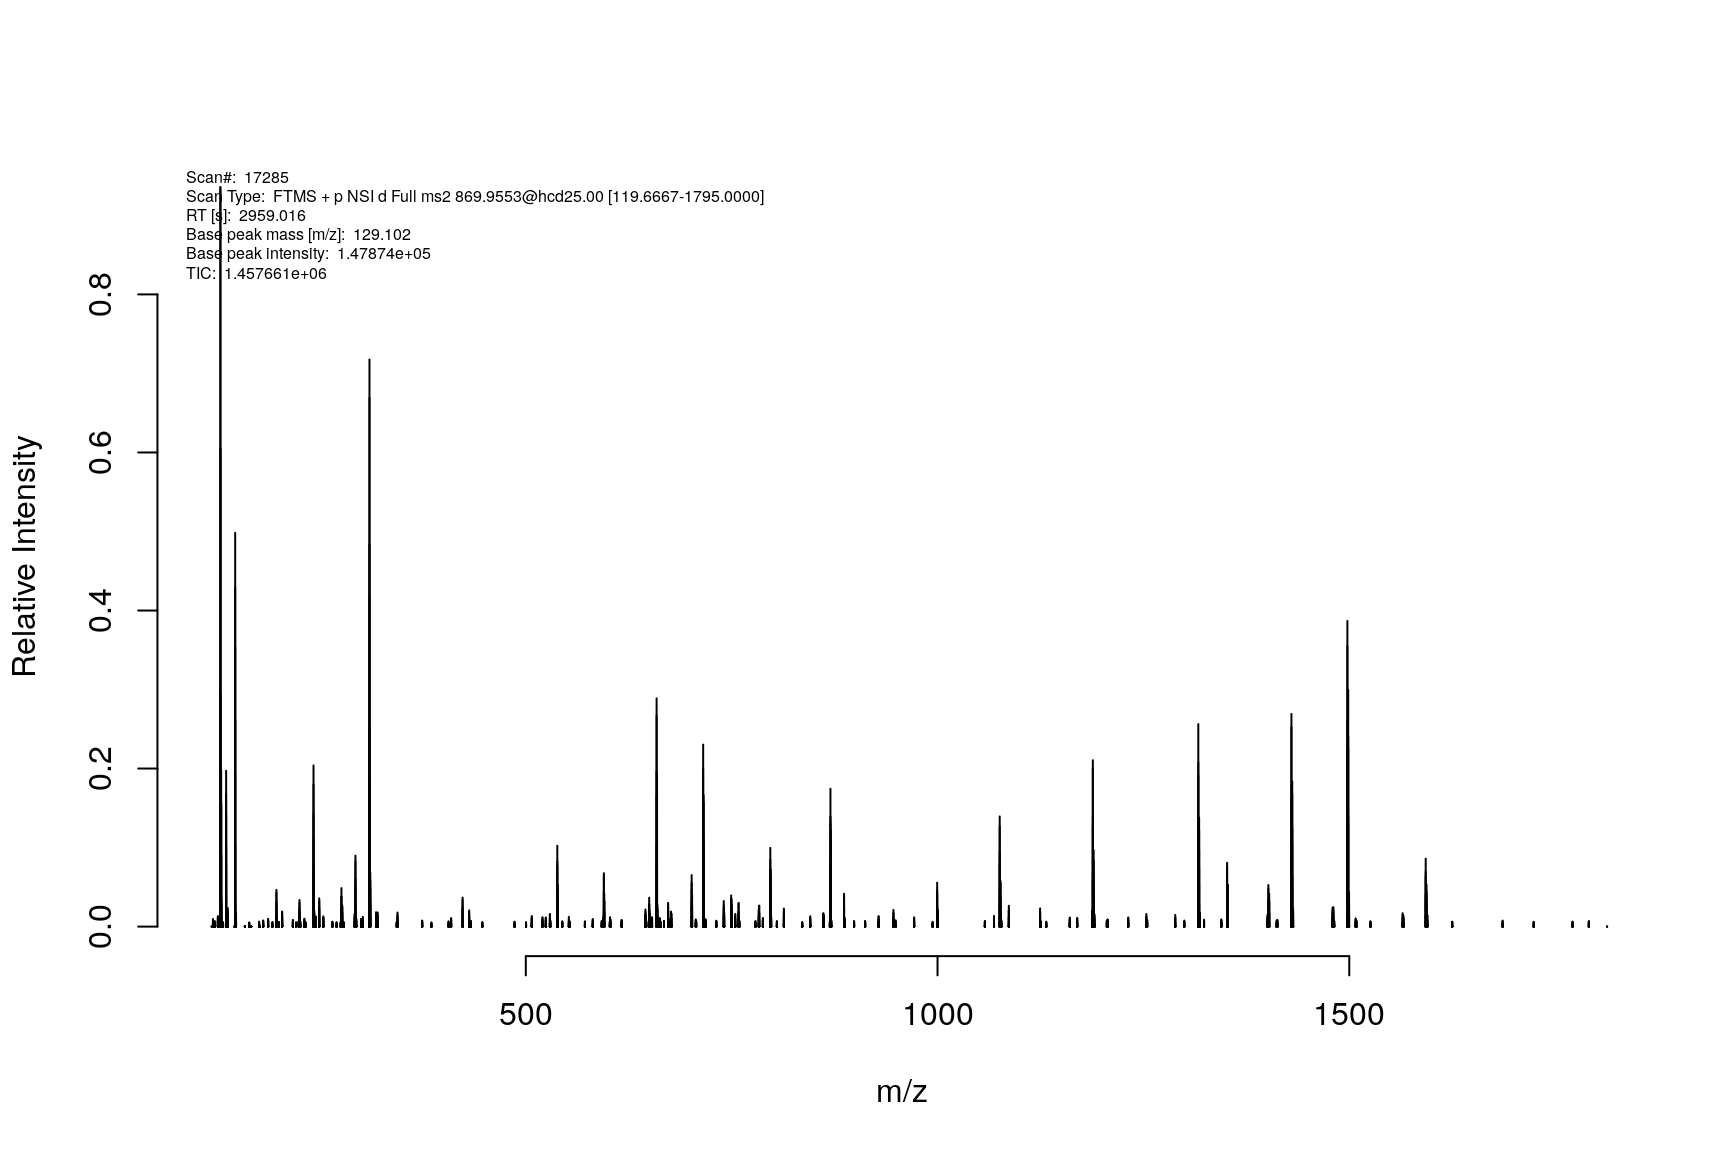 Scan#: 17285
Scan Type: FTMS + p NSI d Full ms2 869.9553@hcd25.00 [119.6667-1795.0000]
RT [s]: 2959.016
Base peak mass [m/z]: 129.102
Base peak intensity: 1.47874e+05
TIC: 1.457661e+06
0.8
0.6
0.4
0.2
0.0
Relative Intensity
500 1000 1500
m/z